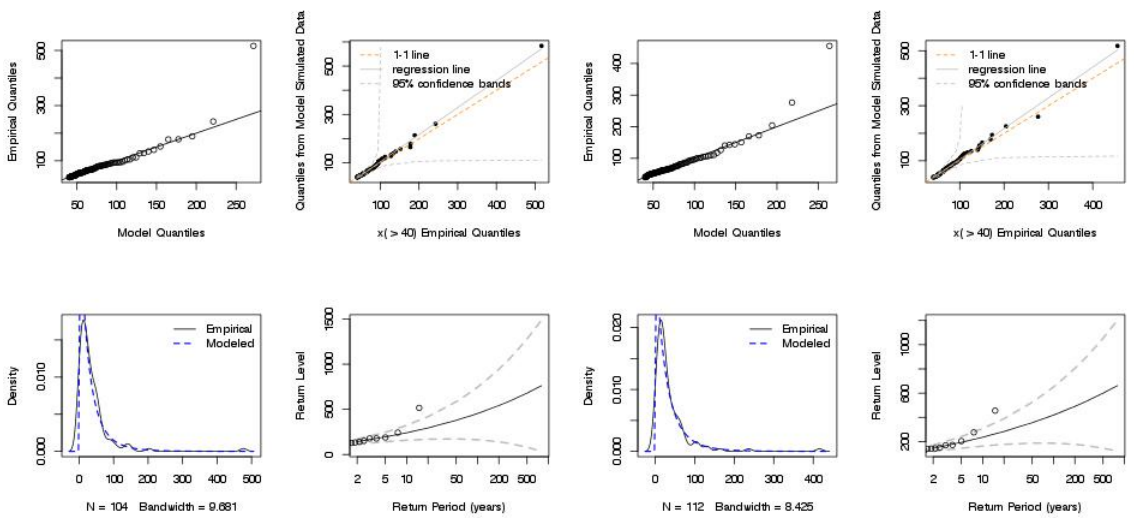 Empirical Quantiles
500
300
100
50 100 150 200 250
Model Quantiles
Quantiles from Model Simulated Data
500
300
100
1-1 line
regression line
95% confidence bands
100 200 300 400 500
x( > 40) Empirical Quantiles
Empirical Quantiles
400
300
200
100
50 100 150 200 250
Model Quantiles
Quantiles from Model Simulated Data
500
300
100
1-1 line
regression line
95% confidence bands
100 200 300 400
x( > 40) Empirical Quantiles
Density
0.010
0.000
Empirical
Modeled
0 100 200 300 400 500
N = 104 Bandwidth = 9.681
Return Level
1500
1000
500
0
2 5 10 50 200 500
Return Period (years)
Density
0.020
0.010
0.000
Empirical
Modeled
0 100 200 300 400
N = 112 Bandwidth = 8.425
Return Level
1000
600
200
2 5 10 50 200 500
Return Period (years)